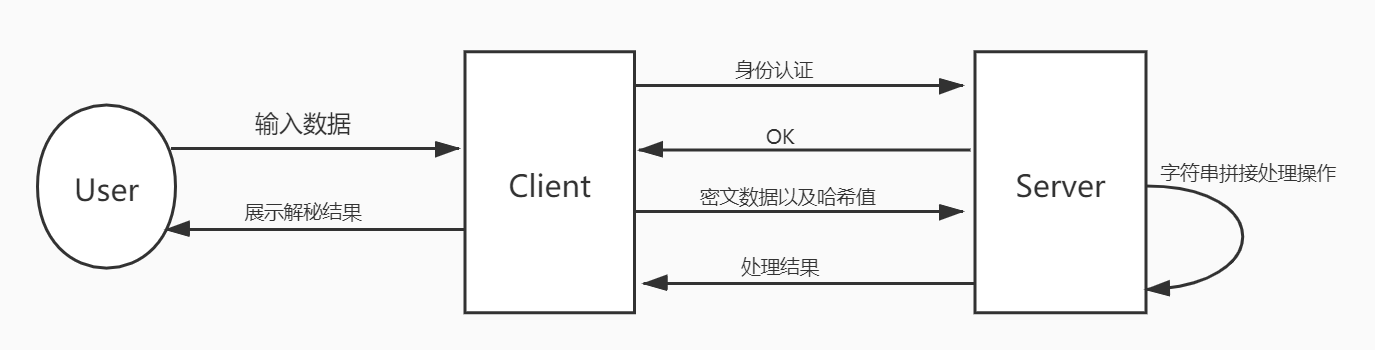 身份认证
输入数据
OK
字符串拼接处理操作
User
Client
Server
密文数据以及哈希值
展示解秘结果
处理结果